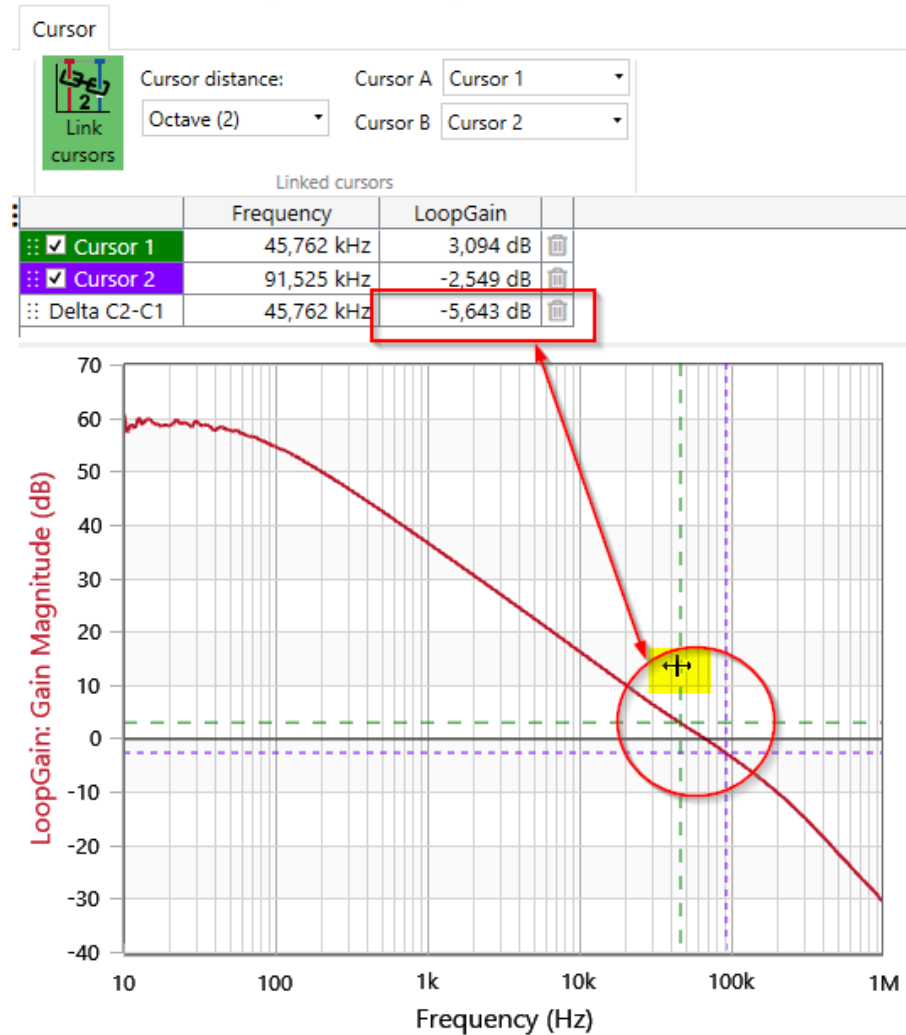 Cursor
2
Link
cursors
Cursor distance:
Octave (2)
Cursor A Cursor 1
Cursor B Cursor 2
Linked cursors
Frequency LoopGain
Cursor 1 45,762 kHz 3,094 dB
Cursor 2 91,525 kHz -2,549 dB
Delta C2-C1 45,762 kHz -5,643 dB
LoopGain: Gain Magnitude (dB)
70
60
50
40
30
20
10
0
-10
-20
-30
-40
10 100 1k 10k 100k 1M
Frequency (Hz)